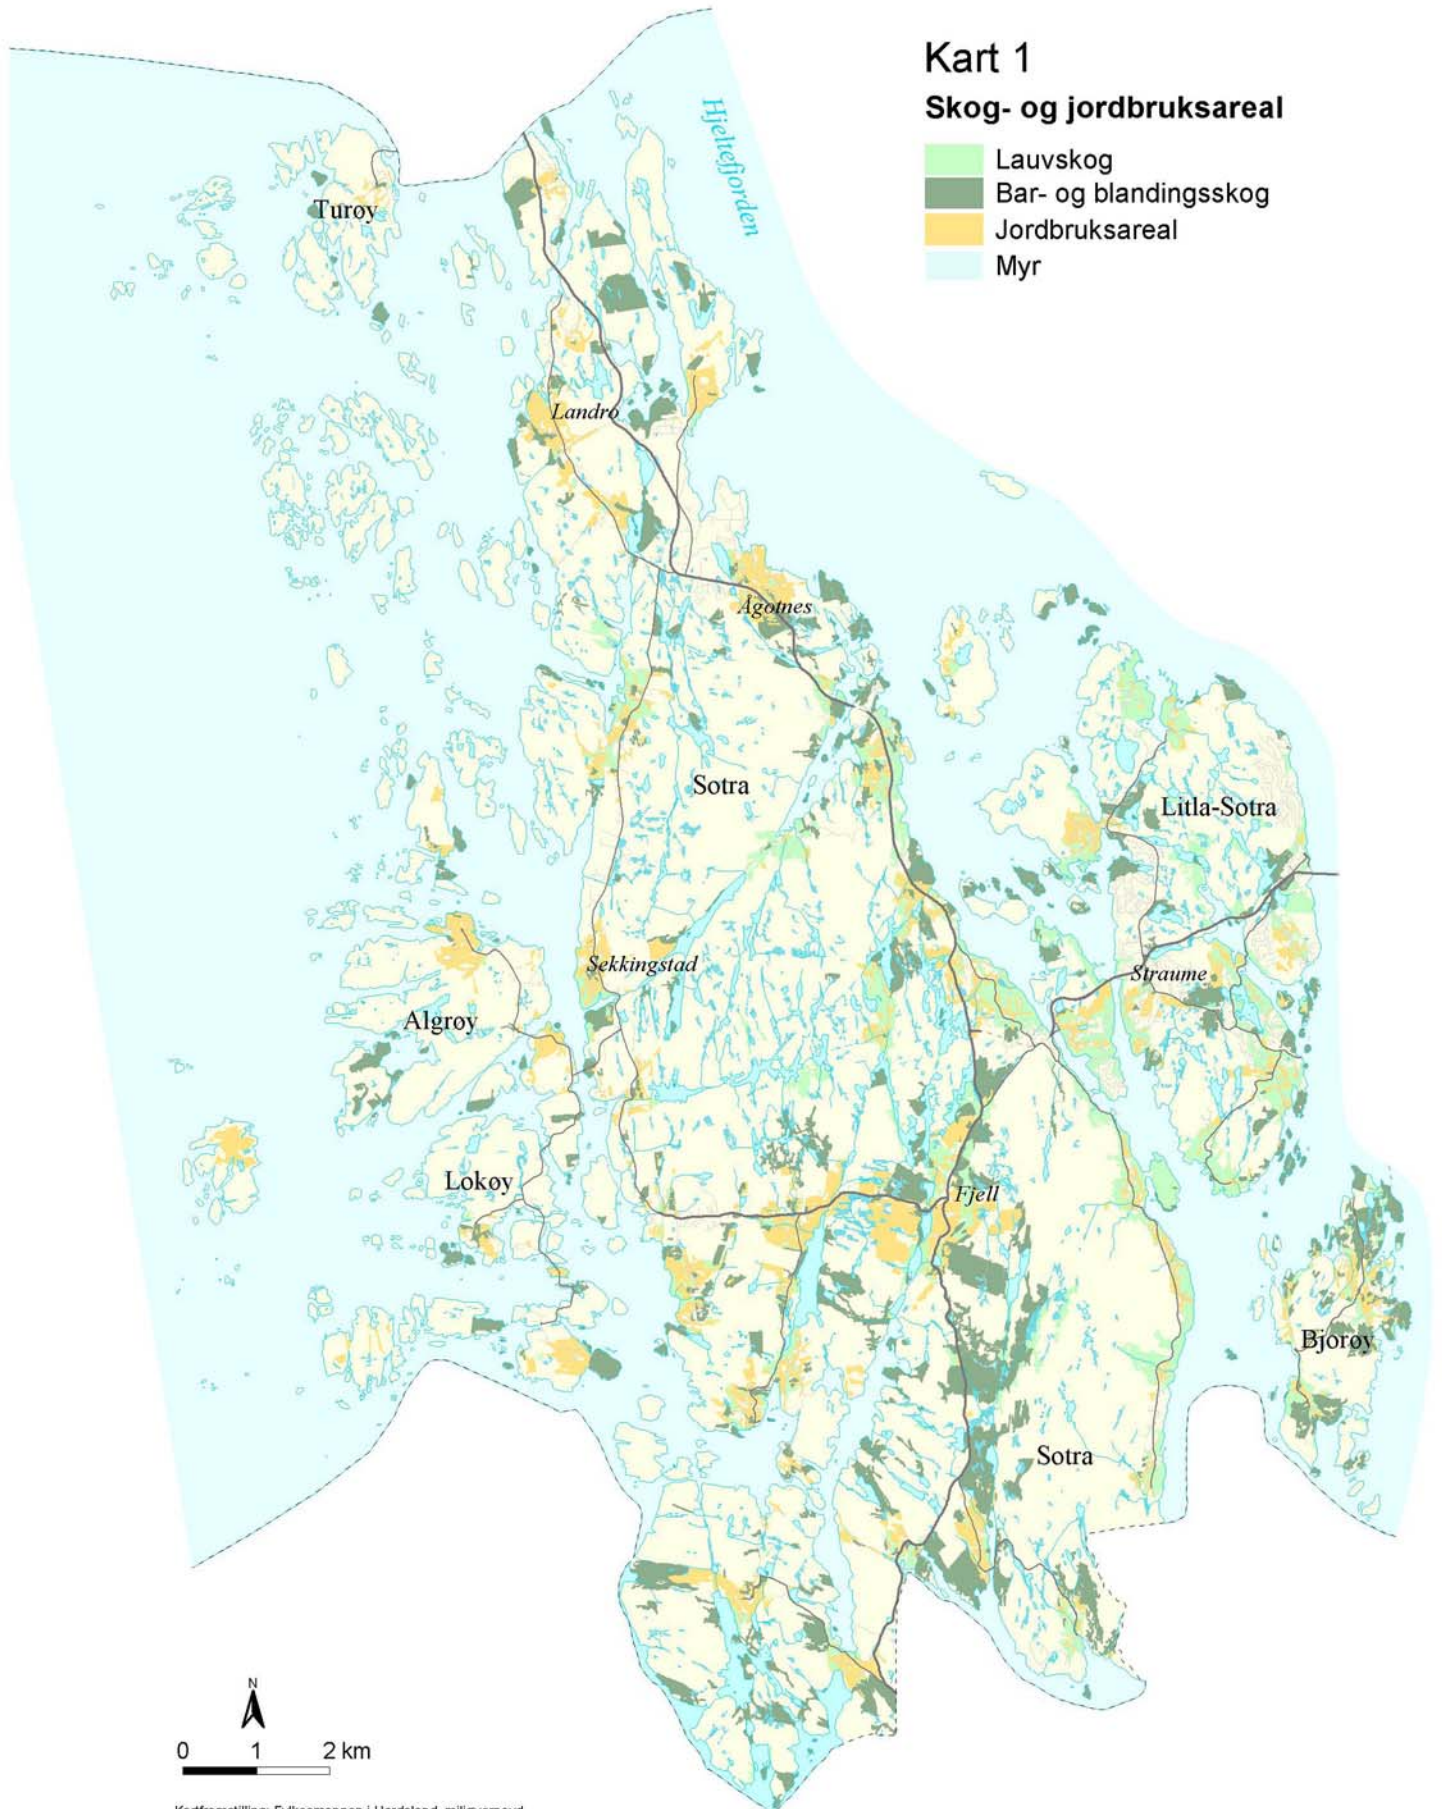 Kart 1
Skog- og jordbruksareal
Lauvskog
Bar- og blandingsskog
Jordbruksareal
Myr
Hjeltefjorden
Turøy
Landro
Ågotnes
Sotra
Litla-Sotra
Sekkingstad
Straume
Algrøy
Lokøy
Fjell
Bjorøy
Sotra
N
0 1 2 km